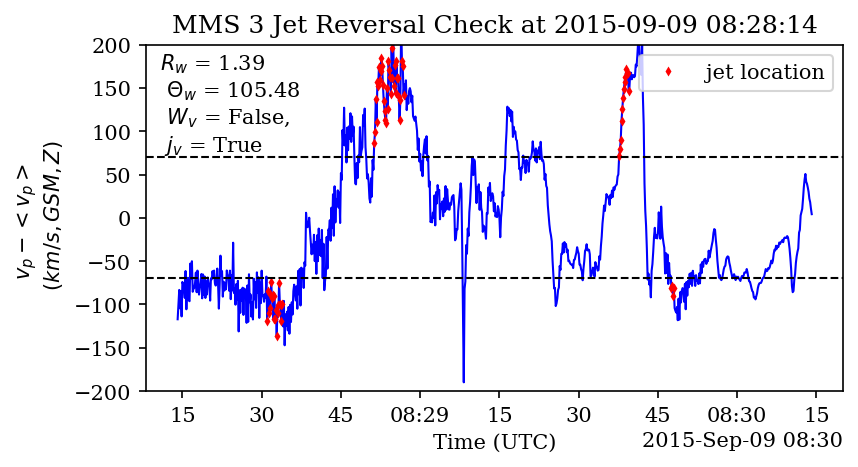 MMS 3 Jet Reversal Check at 2015-09-09 08:28:14
200
150
100
50
0
−50
−100
−150
−200
v_p − < v_p >
(km/s, GSM, Z)
R_w = 1.39
Θ_w = 105.48
W_v = False,
j_v = True
jet location
15 30 45 08:29 15 30 45 08:30 15
Time (UTC)
2015-Sep-09 08:30